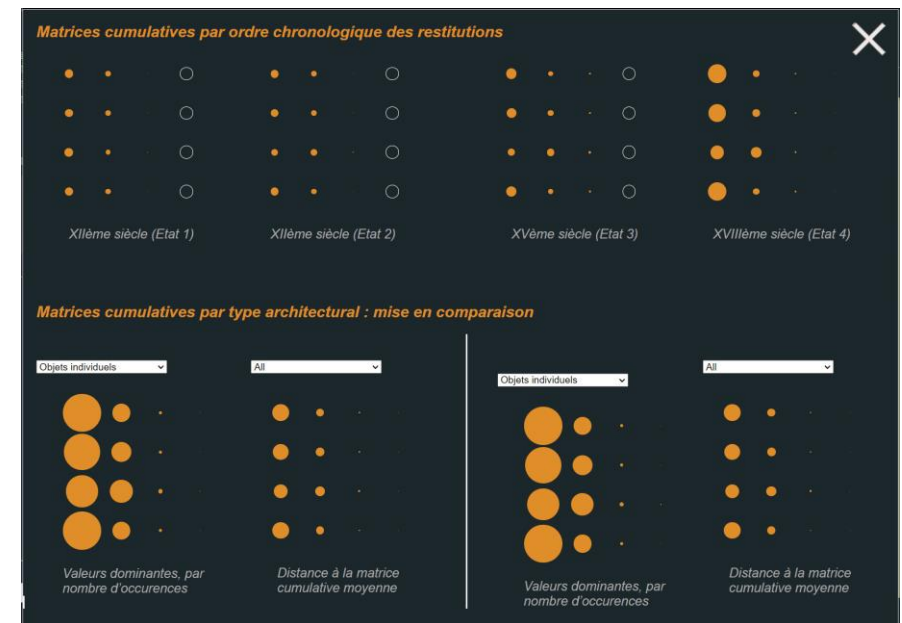 Matrices cumulatives par ordre chronologique des restitutions
XIIème siècle (Etat 1)
XIIème siècle (Etat 2)
XVème siècle (Etat 3)
XVIIIème siècle (Etat 4)
Matrices cumulatives par type architectural : mise en comparaison
Objets individuels
All
Objets individuels
All
Valeurs dominantes, par
nombre d'occurences
Distance à la matrice
cumulative moyenne
Valeurs dominantes, par
nombre d'occurences
Distance à la matrice
cumulative moyenne